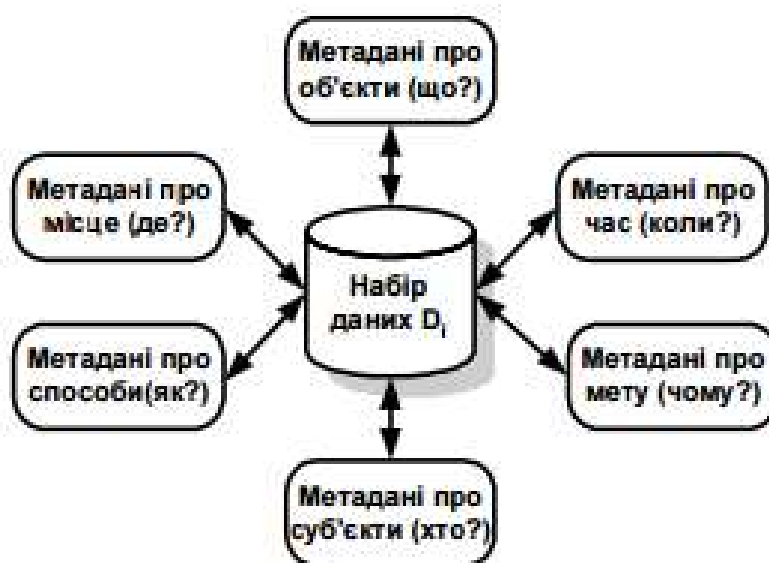 Метадані про
об'єкти (що?)
Метадані про
місце (де?)
Метадані про
час (коли?)
Набір
даних Di
Метадані про
способи(як?)
Метадані про
мету (чому?)
Метадані про
суб'єкти (хто?)